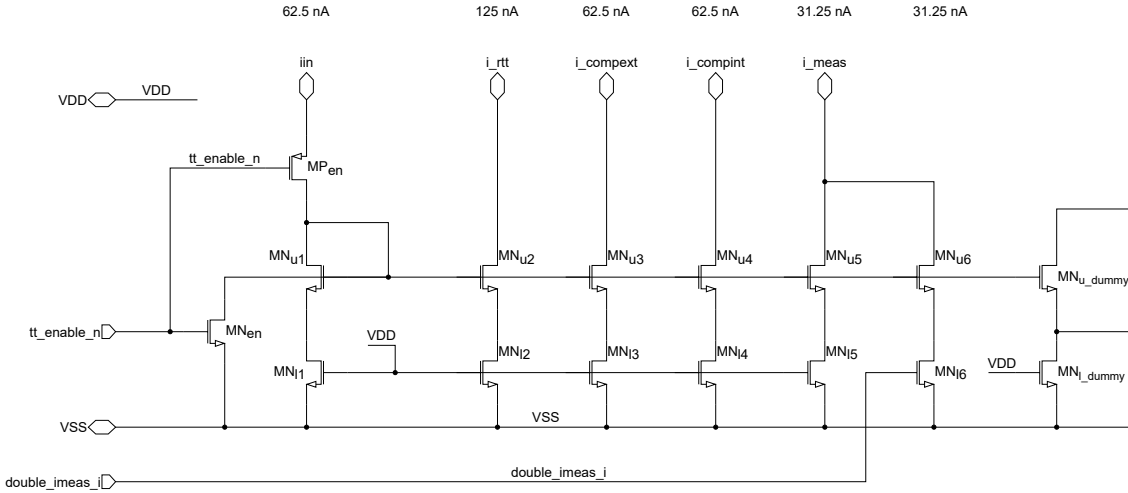 62.5 nA 125 nA 62.5 nA 62.5 nA 31.25 nA 31.25 nA
iin i_rtt i_compext i_compint i_meas
VDD VDD
tt_enable_n MPen
MNu1 MNu2 MNu3 MNu4 MNu5 MNu6
MNu_dummy
tt_enable_n MNen VDD
MNl1 MNl2 MNl3 MNl4 MNl5 VDD MNl6 MNl_dummy
VSS VSS
double_imeas_i double_imeas_i